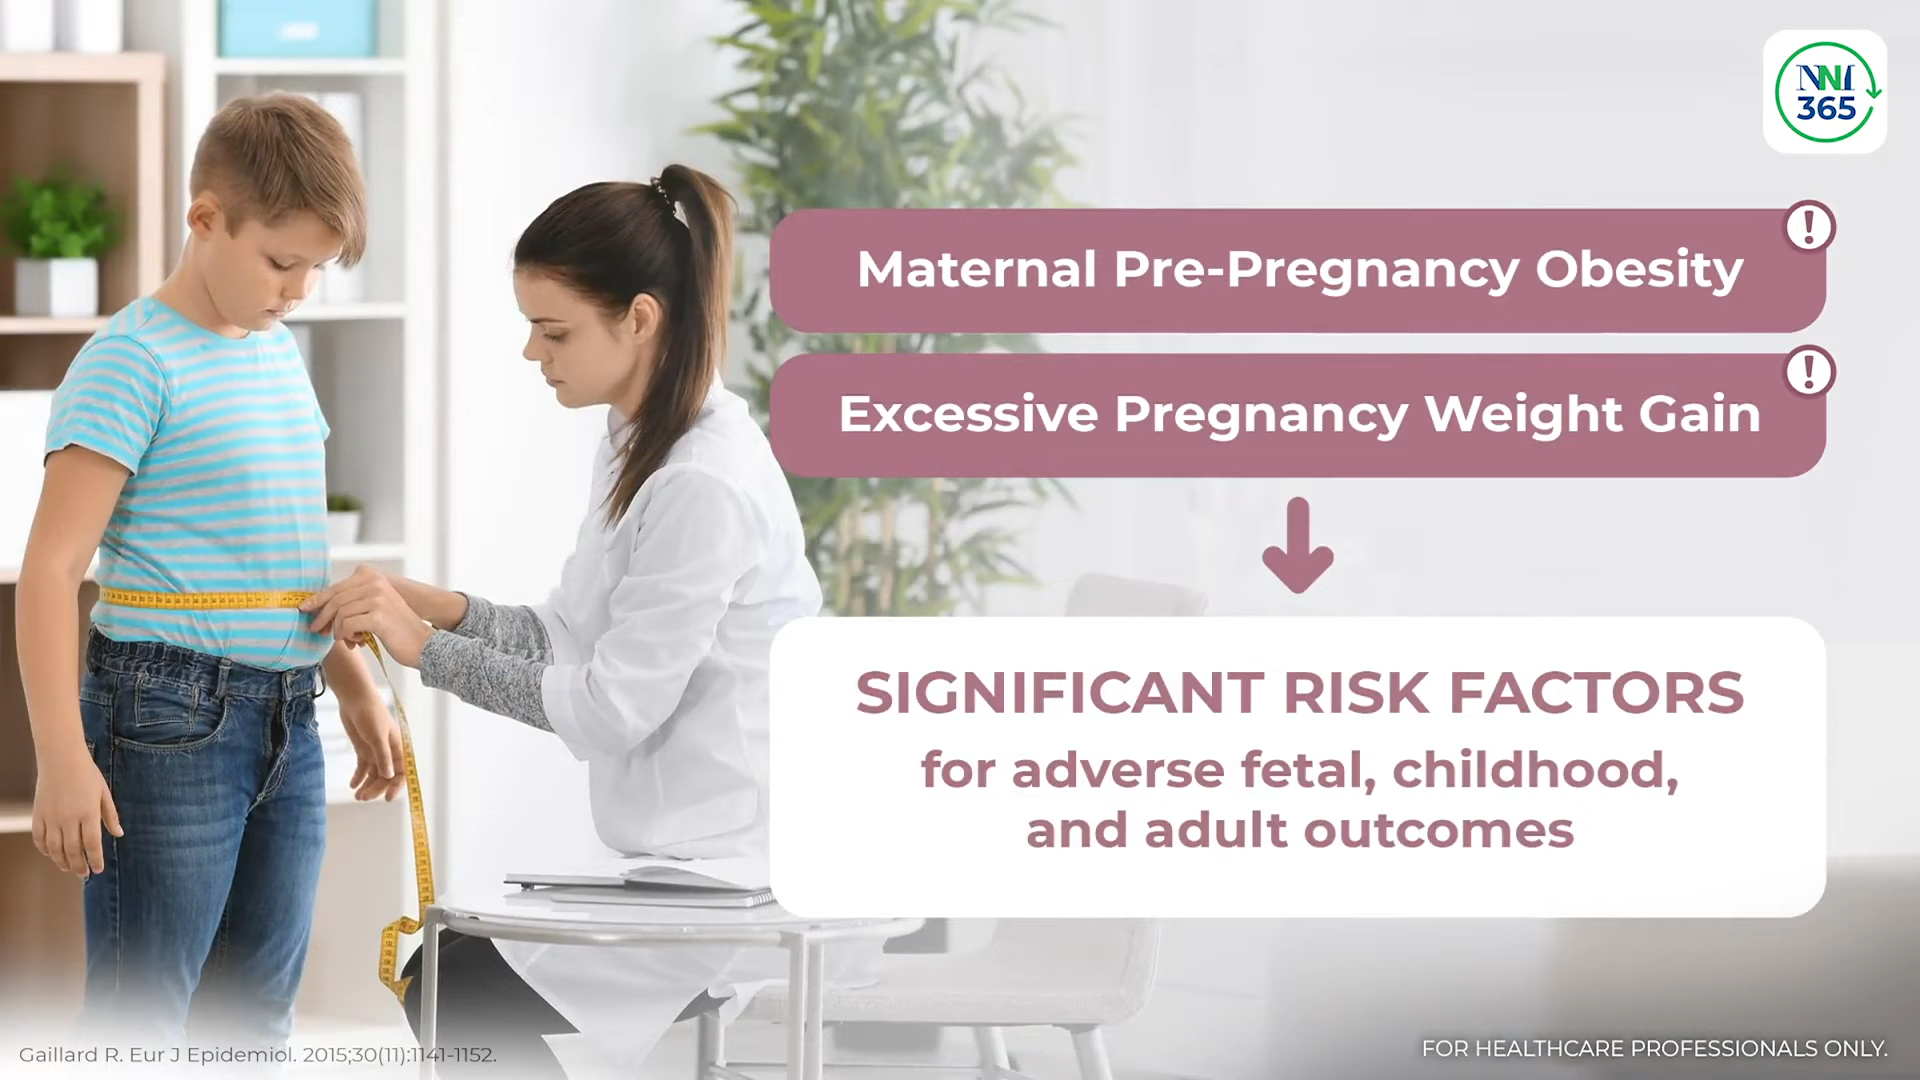 NNI
365
Maternal Pre-Pregnancy Obesity
!
Excessive Pregnancy Weight Gain
!
SIGNIFICANT RISK FACTORS
for adverse fetal, childhood,
and adult outcomes
Gaillard R. Eur J Epidemiol. 2015;30(11):1141-1152.
FOR HEALTHCARE PROFESSIONALS ONLY.